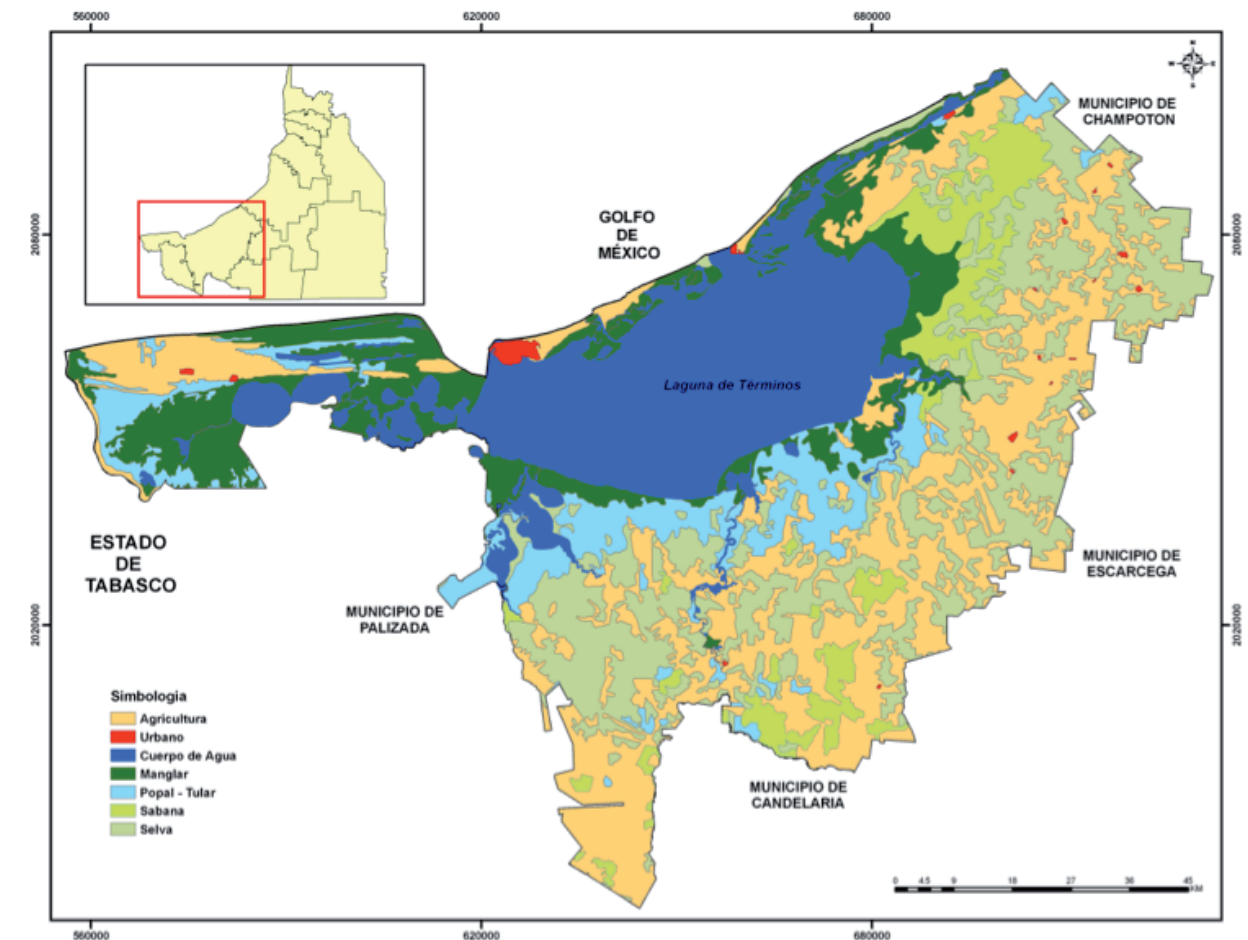 560000
620000
680000
N
W
E
S
MUNICIPIO DE
CHAMPOTON
GOLFO
DE
MÉXICO
2080000
2080000
Laguna de Terminos
ESTADO
DE
TABASCO
MUNICIPIO DE
ESCARCEGA
MUNICIPIO DE
PALIZADA
2020000
2020000
Simbologia
Agricultura
Urbano
Cuerpo de Agua
Manglar
Popal - Tular
Sabana
Selva
MUNICIPIO DE
CANDELARIA
0 4.5 9 18 27 36 45
KM
560000
620000
680000